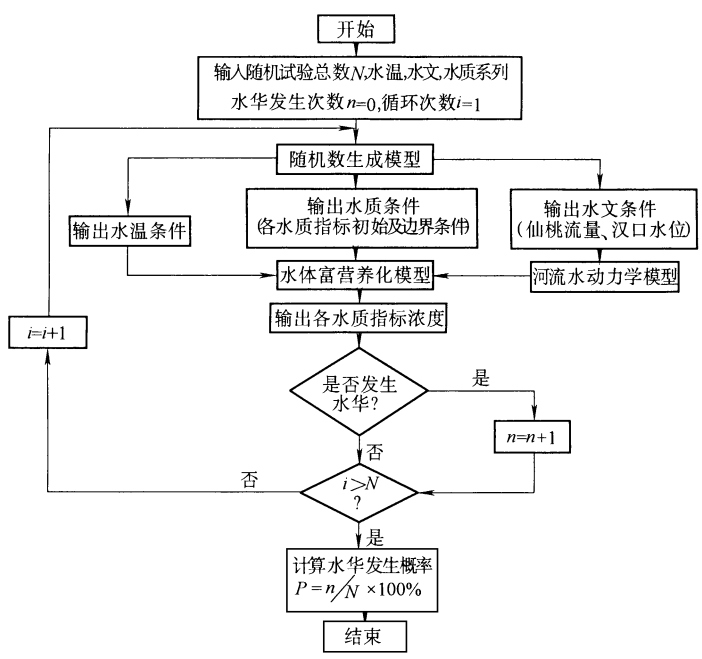 开始
输入随机试验总数N,水温,水文,水质系列
水华发生次数n=0,循环次数i=1
随机数生成模型
输出水温条件
输出水质条件
(各水质指标初始及边界条件)
输出水文条件
(仙桃流量、汉口水位)
水体富营养化模型
河流水动力学模型
输出各水质指标浓度
i=i+1
是否发生
水华?
是
n=n+1
否
i>N
?
否
是
计算水华发生概率
P=n/N×100%
结束